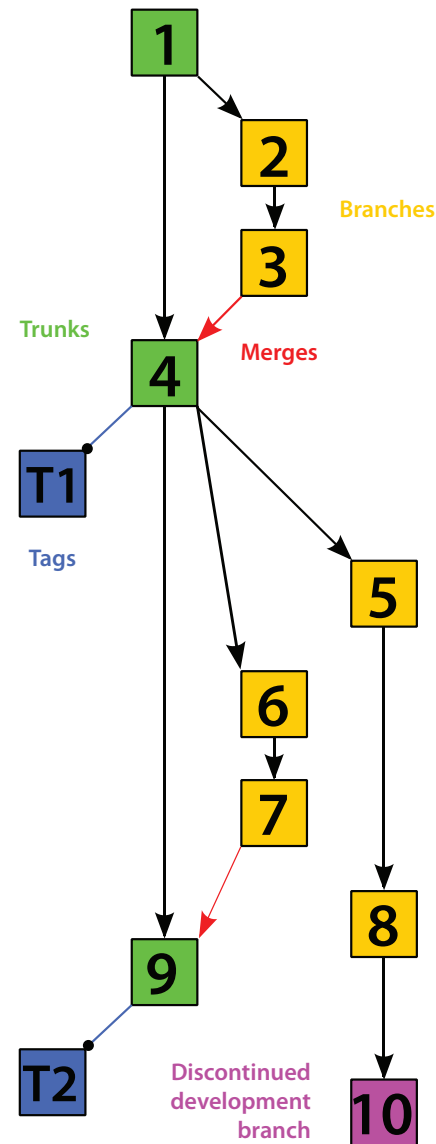 1
2
Branches
3
Trunks
Merges
4
T1
Tags
5
6
7
8
9
T2
Discontinued
development
branch
10